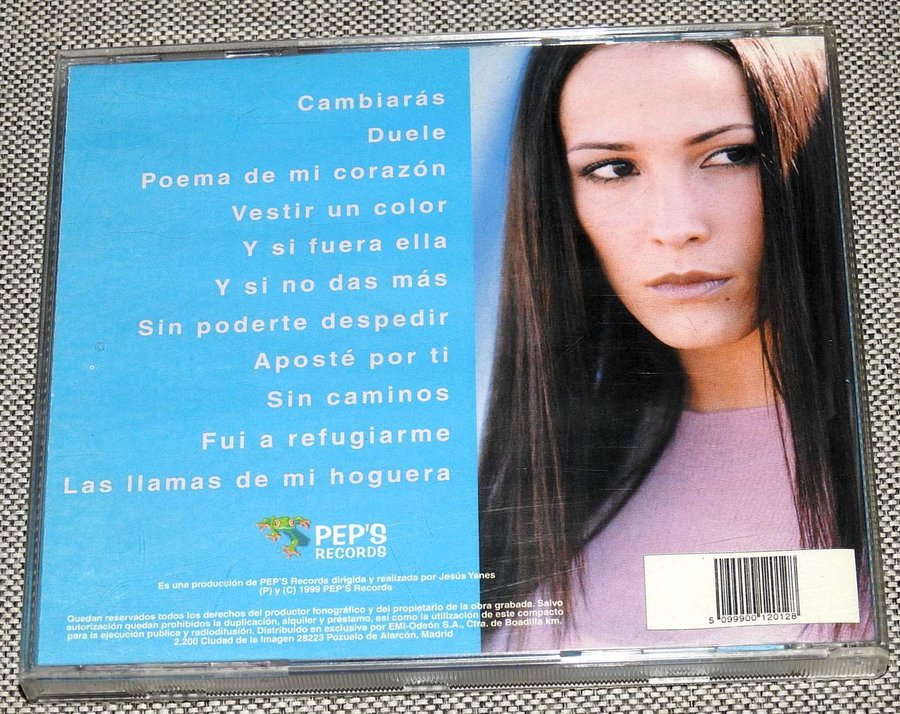 Cambiarás
Duele
Poema de mi corazón
Vestir un color
Y si fuera ella
Y si no das más
Sin poderte despedir
Aposté por ti
Sin caminos
Fui a refugiarme
Las llamas de mi hoguera
PEP'S
RECORDS
Es una producción de PEP'S Records dirigida y realizada por Jesús Yanes
(P) y (C) 1999 PEP'S Records
Quedan reservados todos los derechos del productor fonográfico y del propietario de la obra grabada. Salvo
autorización quedan prohibidos la duplicación, alquiler y préstamo, así como la utilización de este compacto
para la ejecución publica y radiodifusión. Distribuido en exclusiva por EMI-Odeón S.A., Ctra. de Boadilla km.
2,200 Ciudad de la Imagen 28223 Pozuelo de Alarcón, Madrid
5 099900 120128